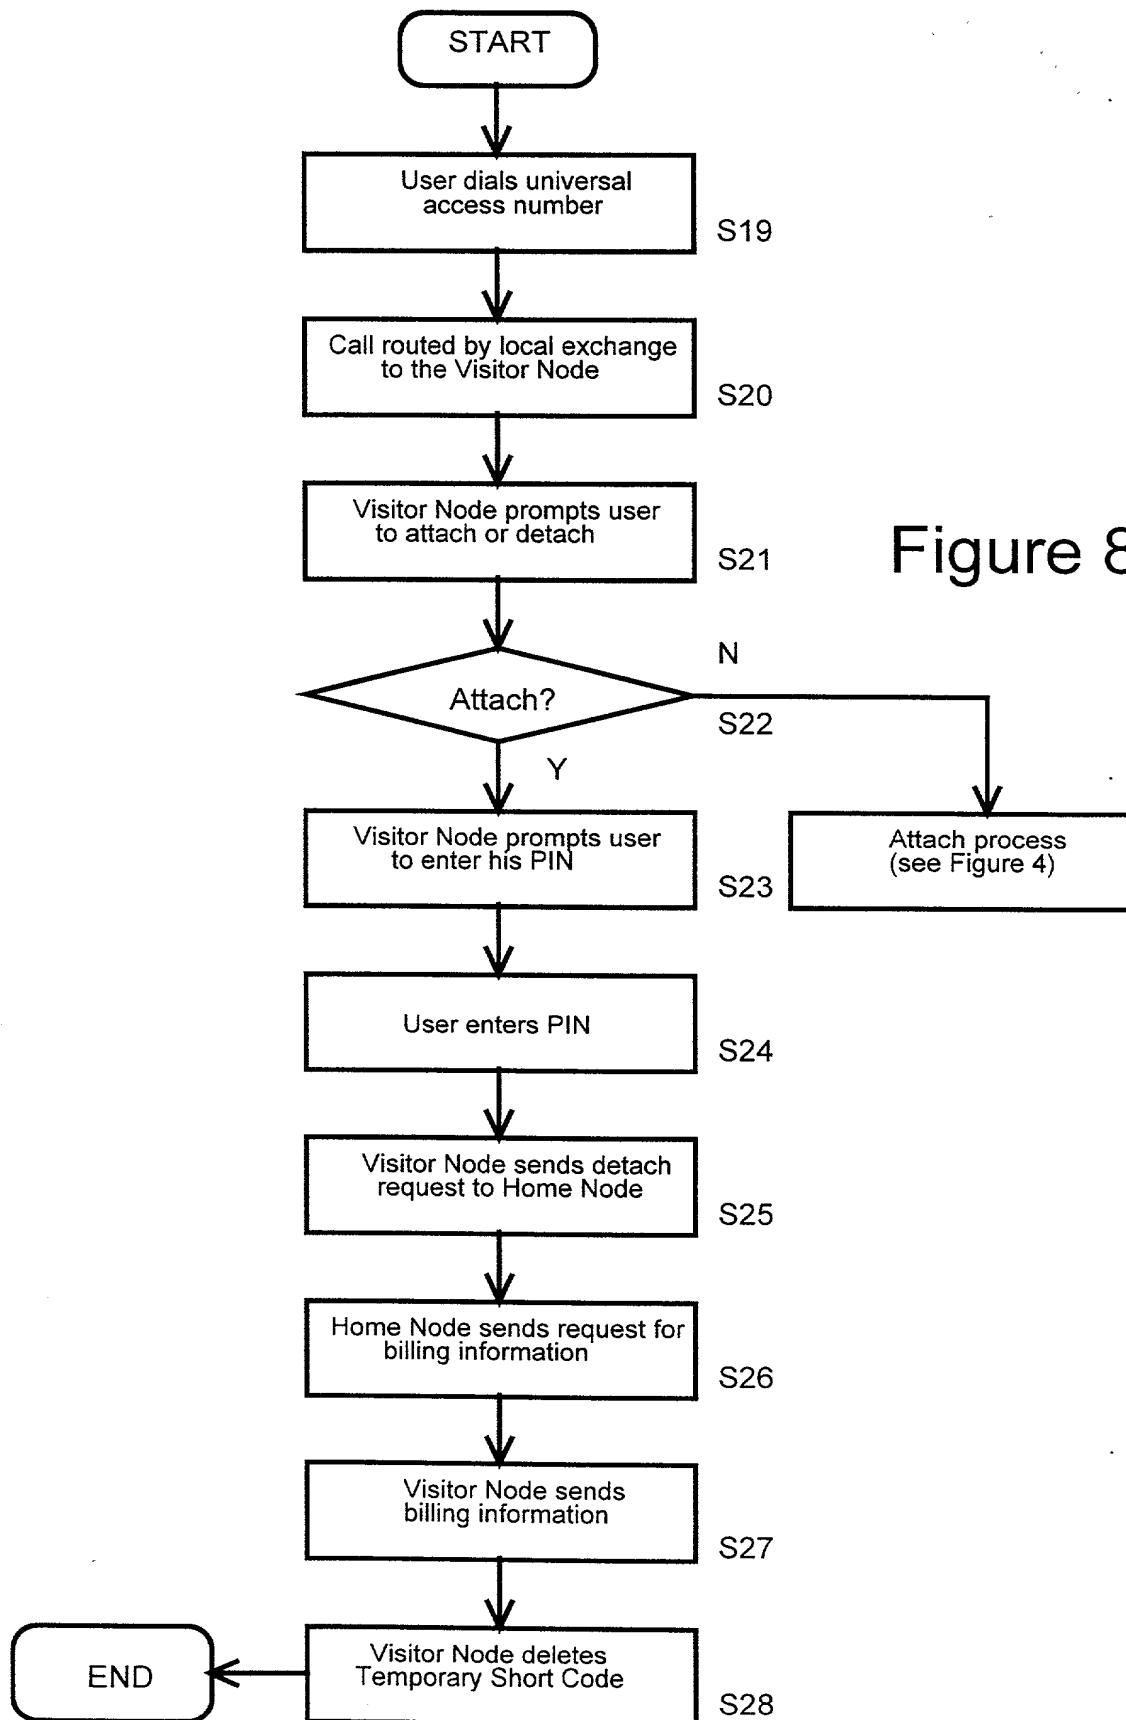 START
User dials universal
access number
S19
Call routed by local exchange
to the Visitor Node
S20
Visitor Node prompts user
to attach or detach
S21
Figure 8
Attach?
N
S22
Y
Visitor Node prompts user
to enter his PIN
S23
Attach process
(see Figure 4)
User enters PIN
S24
Visitor Node sends detach
request to Home Node
S25
Home Node sends request for
billing information
S26
Visitor Node sends
billing information
S27
Visitor Node deletes
Temporary Short Code
S28
END